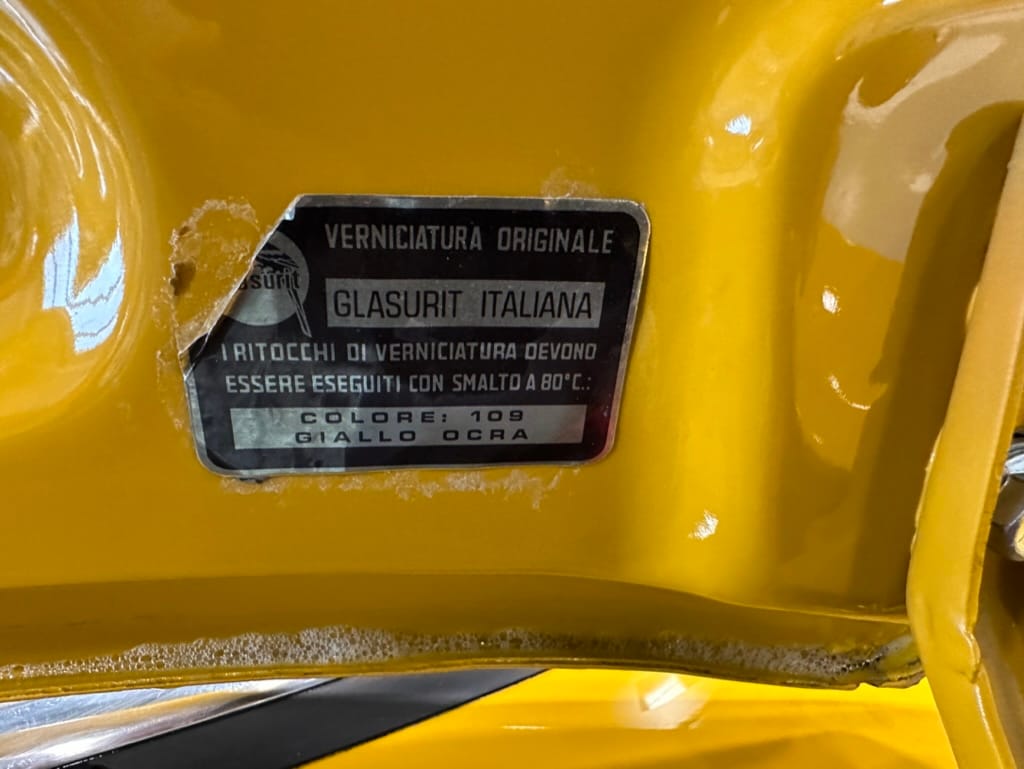 VERNICIATURA ORIGINALE
GLASURIT ITALIANA
I RITOCCHI DI VERNICIATURA DEVONO
ESSERE ESEGUITI CON SMALTO A 80°C.:
COLORE: 109
GIALLO OCRA